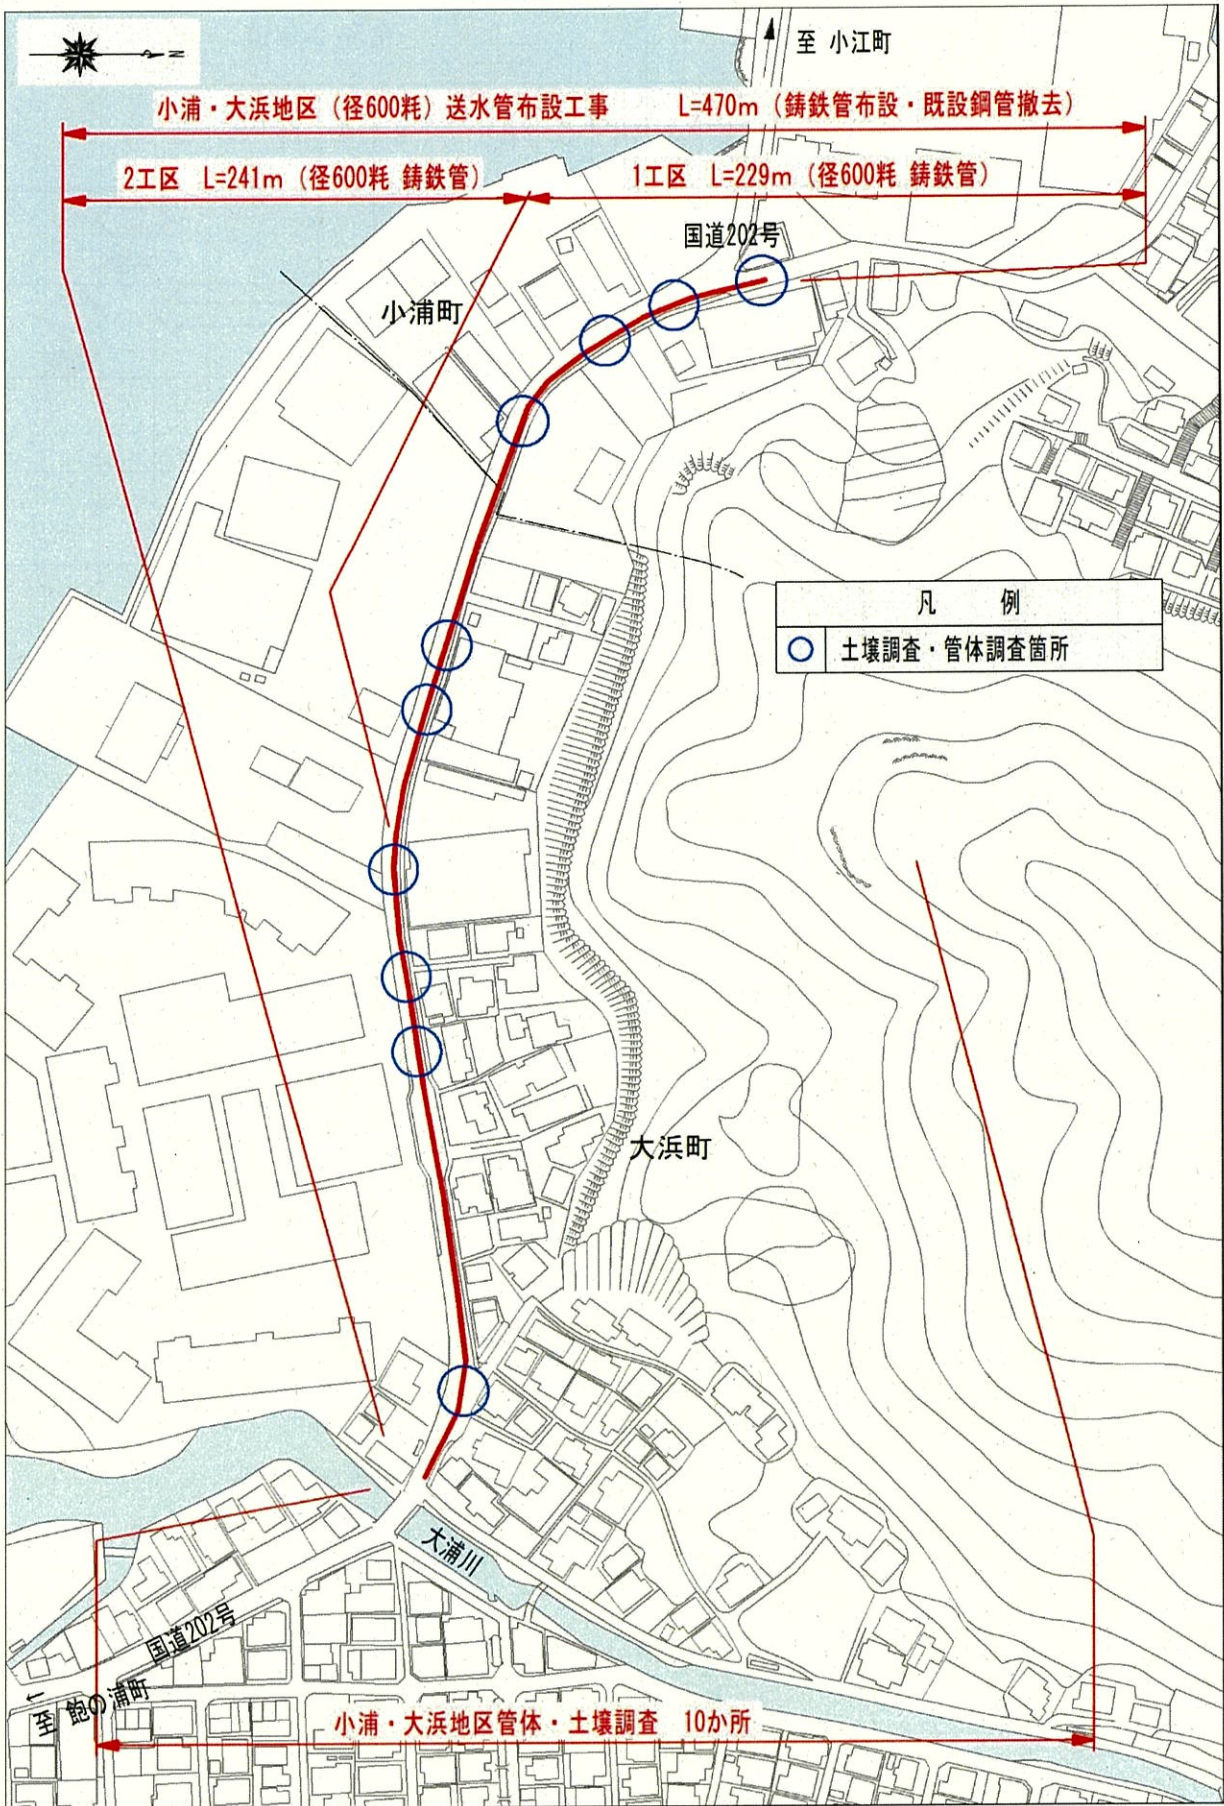 N
至 小江町
小浦・大浜地区（径600粍）送水管布設工事 L=470m（鋳鉄管布設・既設鋼管撤去）
2工区 L=241m（径600粍 鋳鉄管）
1工区 L=229m（径600粍 鋳鉄管）
国道202号
小浦町
凡 例
土壌調査・管体調査箇所
大浜町
大浦川
国道202号
至 飽の浦町
小浦・大浜地区管体・土壌調査 10か所